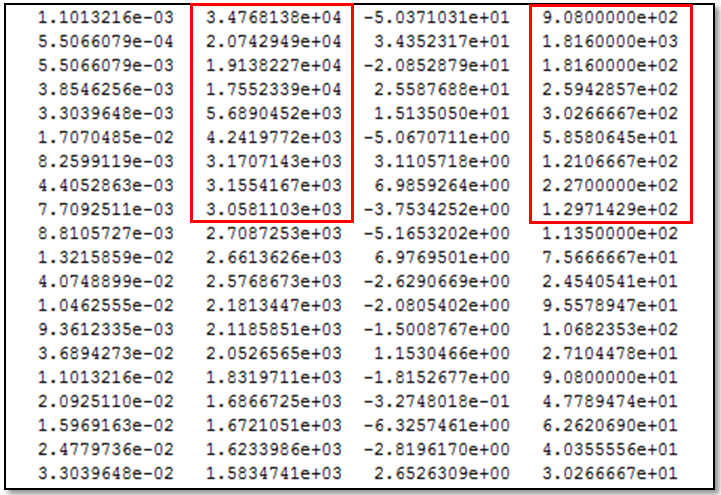 1.1013216e-03 3.4768138e+04 -5.0371031e+01 9.0800000e+02
5.5066079e-04 2.0742949e+04 3.4352317e+01 1.8160000e+03
5.5066079e-03 1.9138227e+04 -2.0852879e+01 1.8160000e+02
3.8546256e-03 1.7552339e+04 2.5587688e+01 2.5942857e+02
3.3039648e-03 5.6890452e+03 1.5135050e+01 3.0266667e+02
1.7070485e-02 4.2419772e+03 -5.0670711e+00 5.8580645e+01
8.2599119e-03 3.1707143e+03 3.1105718e+00 1.2106667e+02
4.4052863e-03 3.1554167e+03 6.9859264e+00 2.2700000e+02
7.7092511e-03 3.0581103e+03 -3.7534252e+00 1.2971429e+02
8.8105727e-03 2.7087253e+03 -5.1653202e+00 1.1350000e+02
1.3215859e-02 2.6613626e+03 6.9769501e+00 7.5666667e+01
4.0748899e-02 2.5768673e+03 -2.6290669e+00 2.4540541e+01
1.0462555e-02 2.1813447e+03 -2.0805402e+00 9.5578947e+01
9.3612335e-03 2.1185851e+03 -1.5008767e+00 1.0682353e+02
3.6894273e-02 2.0526565e+03 1.1530466e+00 2.7104478e+01
1.1013216e-02 1.8319711e+03 -1.8152677e+00 9.0800000e+01
2.0925110e-02 1.6866725e+03 -3.2748018e-01 4.7789474e+01
1.5969163e-02 1.6721051e+03 -6.3257461e+00 6.2620690e+01
2.4779736e-02 1.6233986e+03 -2.8196170e+00 4.0355556e+01
3.3039648e-02 1.5834741e+03 2.6526309e+00 3.0266667e+01